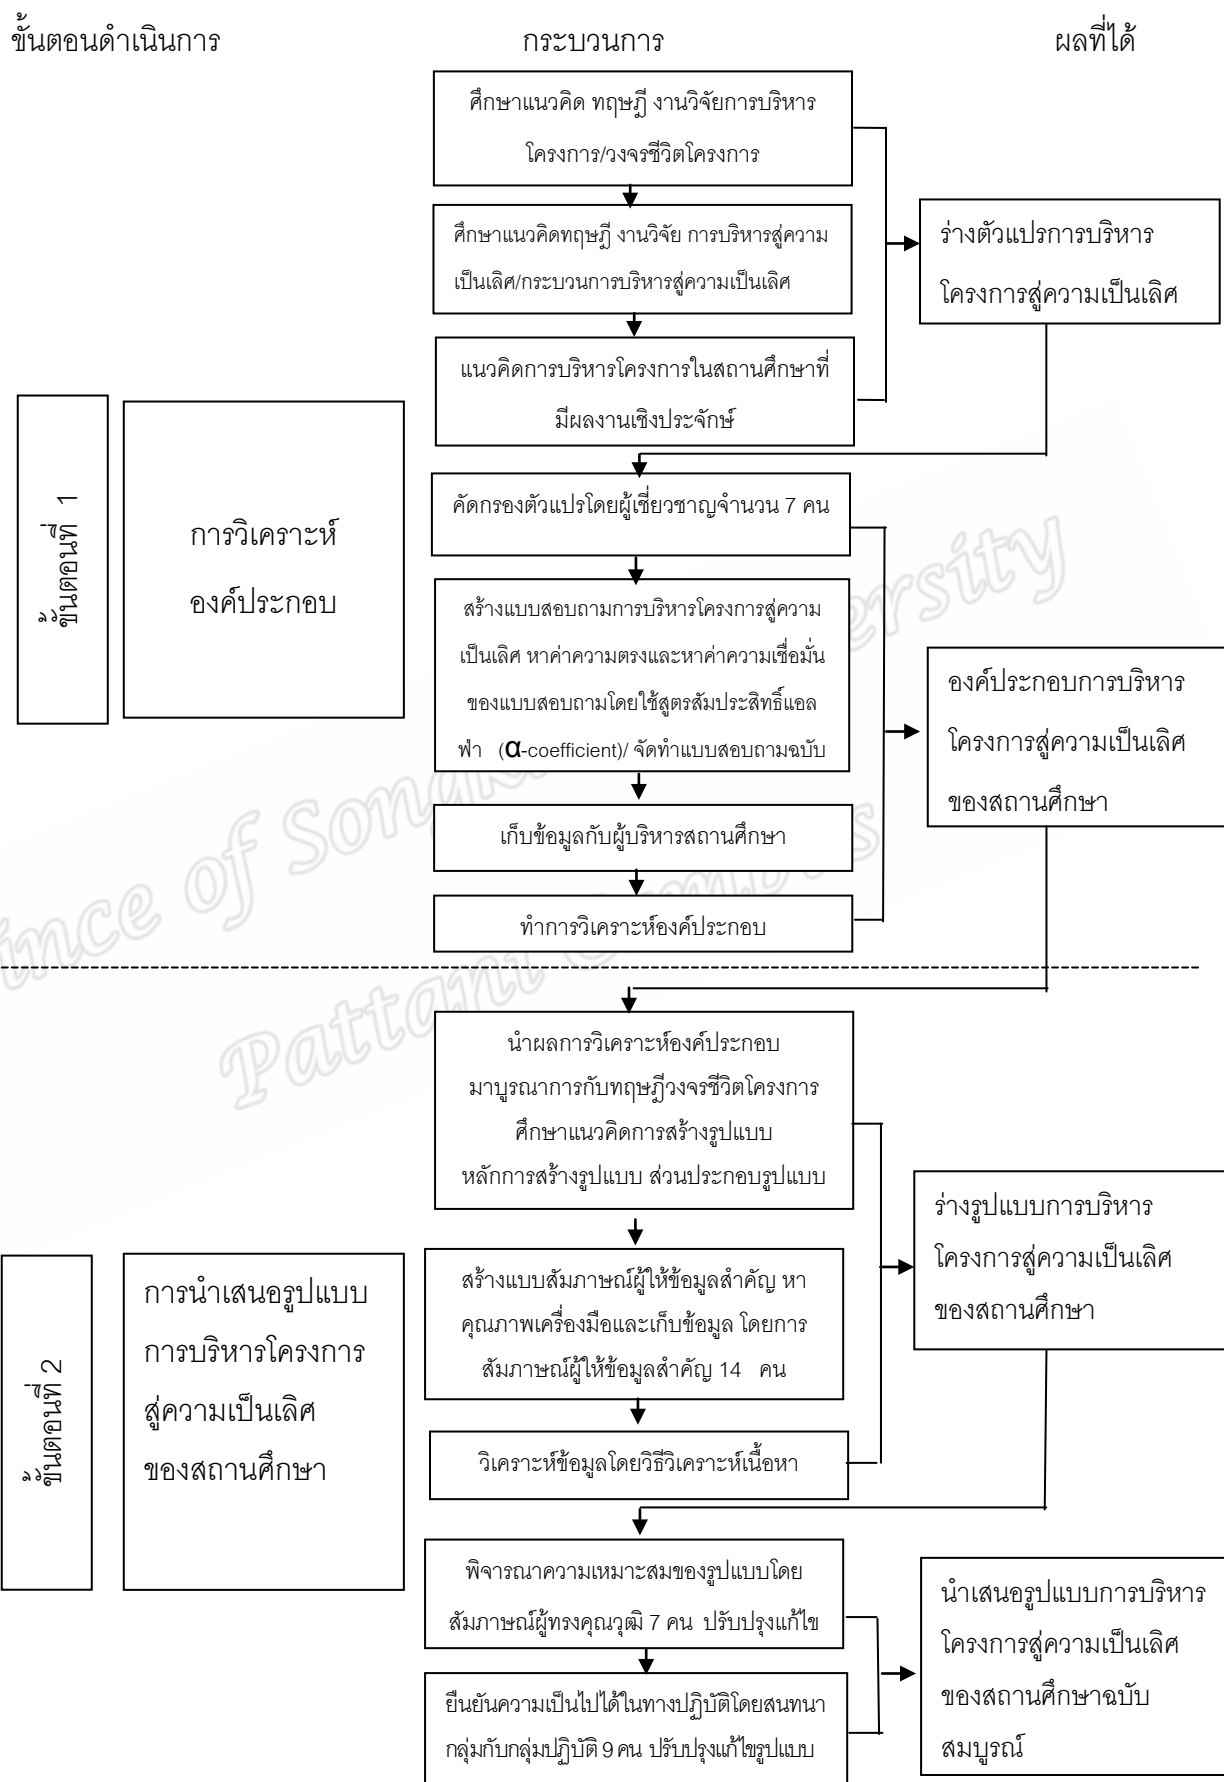 ขั้นตอนดำเนินการ กระบวนการ ผลที่ได้
ศึกษาแนวคิด ทฤษฎี งานวิจัยการบริหาร
โครงการ/วงจรชีวิตโครงการ
ศึกษาแนวคิดทฤษฎี งานวิจัย การบริหารสู่ความ
เป็นเลิศ/กระบวนการบริหารสู่ความเป็นเลิศ
แนวคิดการบริหารโครงการในสถานศึกษาที่
มีผลงานเชิงประจักษ์
ร่างตัวแปรการบริหาร
โครงการสู่ความเป็นเลิศ
ขั้นตอนที่ 1
การวิเคราะห์
องค์ประกอบ
คัดกรองตัวแปรโดยผู้เชี่ยวชาญจำนวน 7 คน
สร้างแบบสอบถามการบริหารโครงการสู่ความ
เป็นเลิศ หาค่าความตรงและหาค่าความเชื่อมั่น
ของแบบสอบถามโดยใช้สูตรสัมประสิทธิ์แอล
ฟา (α-coefficient)/ จัดทำแบบสอบถามฉบับ
เก็บข้อมูลกับผู้บริหารสถานศึกษา
ทำการวิเคราะห์องค์ประกอบ
องค์ประกอบการบริหาร
โครงการสู่ความเป็นเลิศ
ของสถานศึกษา
นำผลการวิเคราะห์องค์ประกอบ
มาบูรณาการกับทฤษฎีวงจรชีวิตโครงการ
ศึกษาแนวคิดการสร้างรูปแบบ
หลักการสร้างรูปแบบ ส่วนประกอบรูปแบบ
สร้างแบบสัมภาษณ์ผู้ให้ข้อมูลสำคัญ หา
คุณภาพเครื่องมือและเก็บข้อมูล โดยการ
สัมภาษณ์ผู้ให้ข้อมูลสำคัญ 14 คน
วิเคราะห์ข้อมูลโดยวิธีวิเคราะห์เนื้อหา
ร่างรูปแบบการบริหาร
โครงการสู่ความเป็นเลิศ
ของสถานศึกษา
ขั้นตอนที่ 2
การนำเสนอรูปแบบ
การบริหารโครงการ
สู่ความเป็นเลิศ
ของสถานศึกษา
พิจารณาความเหมาะสมของรูปแบบโดย
สัมภาษณ์ผู้ทรงคุณวุฒิ 7 คน ปรับปรุงแก้ไข
ยืนยันความเป็นไปได้ในทางปฏิบัติโดยสนทนา
กลุ่มกับกลุ่มปฏิบัติ 9 คน ปรับปรุงแก้ไขรูปแบบ
นำเสนอรูปแบบการบริหาร
โครงการสู่ความเป็นเลิศ
ของสถานศึกษาฉบับ
สมบูรณ์